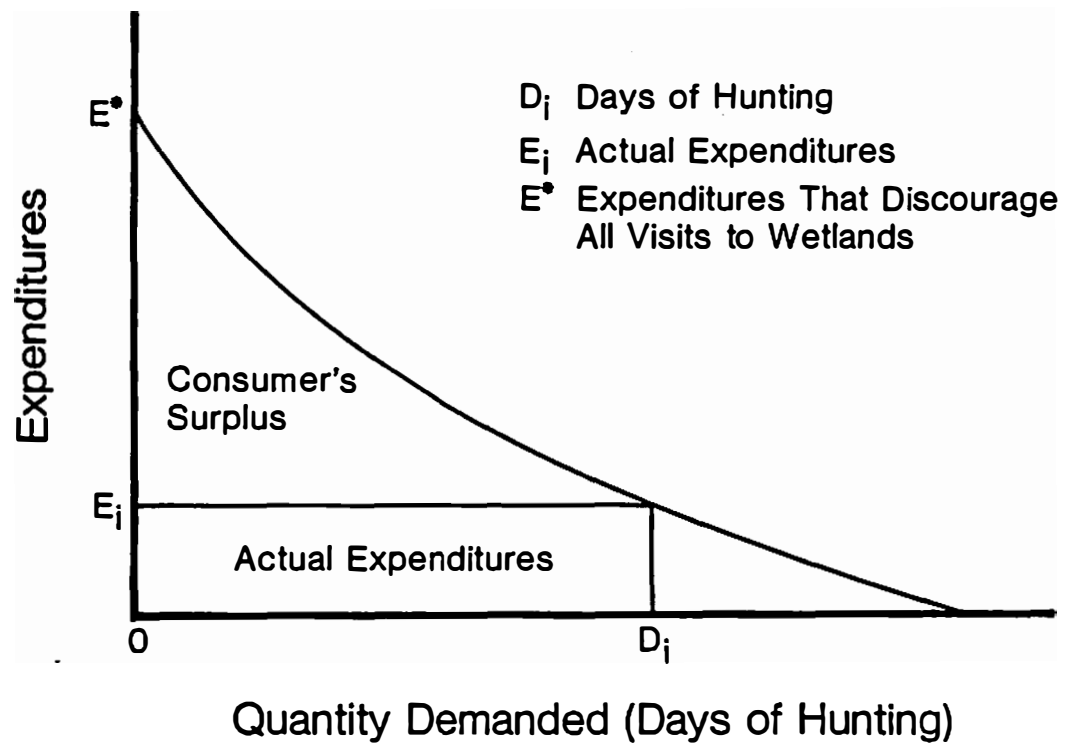 E*
Dᵢ Days of Hunting
Eᵢ Actual Expenditures
E* Expenditures That Discourage
All Visits to Wetlands
Expenditures
Consumer's
Surplus
Eᵢ
Actual Expenditures
0
Dᵢ
Quantity Demanded (Days of Hunting)